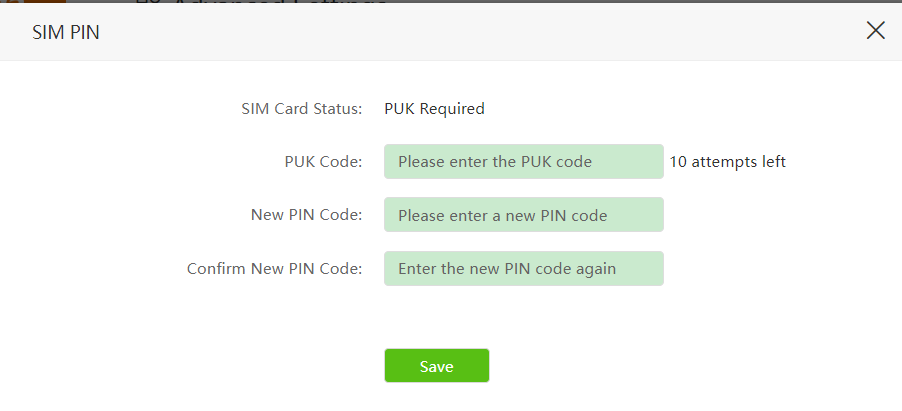 SIM PIN
SIM Card Status: PUK Required
PUK Code: Please enter the PUK code 10 attempts left
New PIN Code: Please enter a new PIN code
Confirm New PIN Code: Enter the new PIN code again
Save